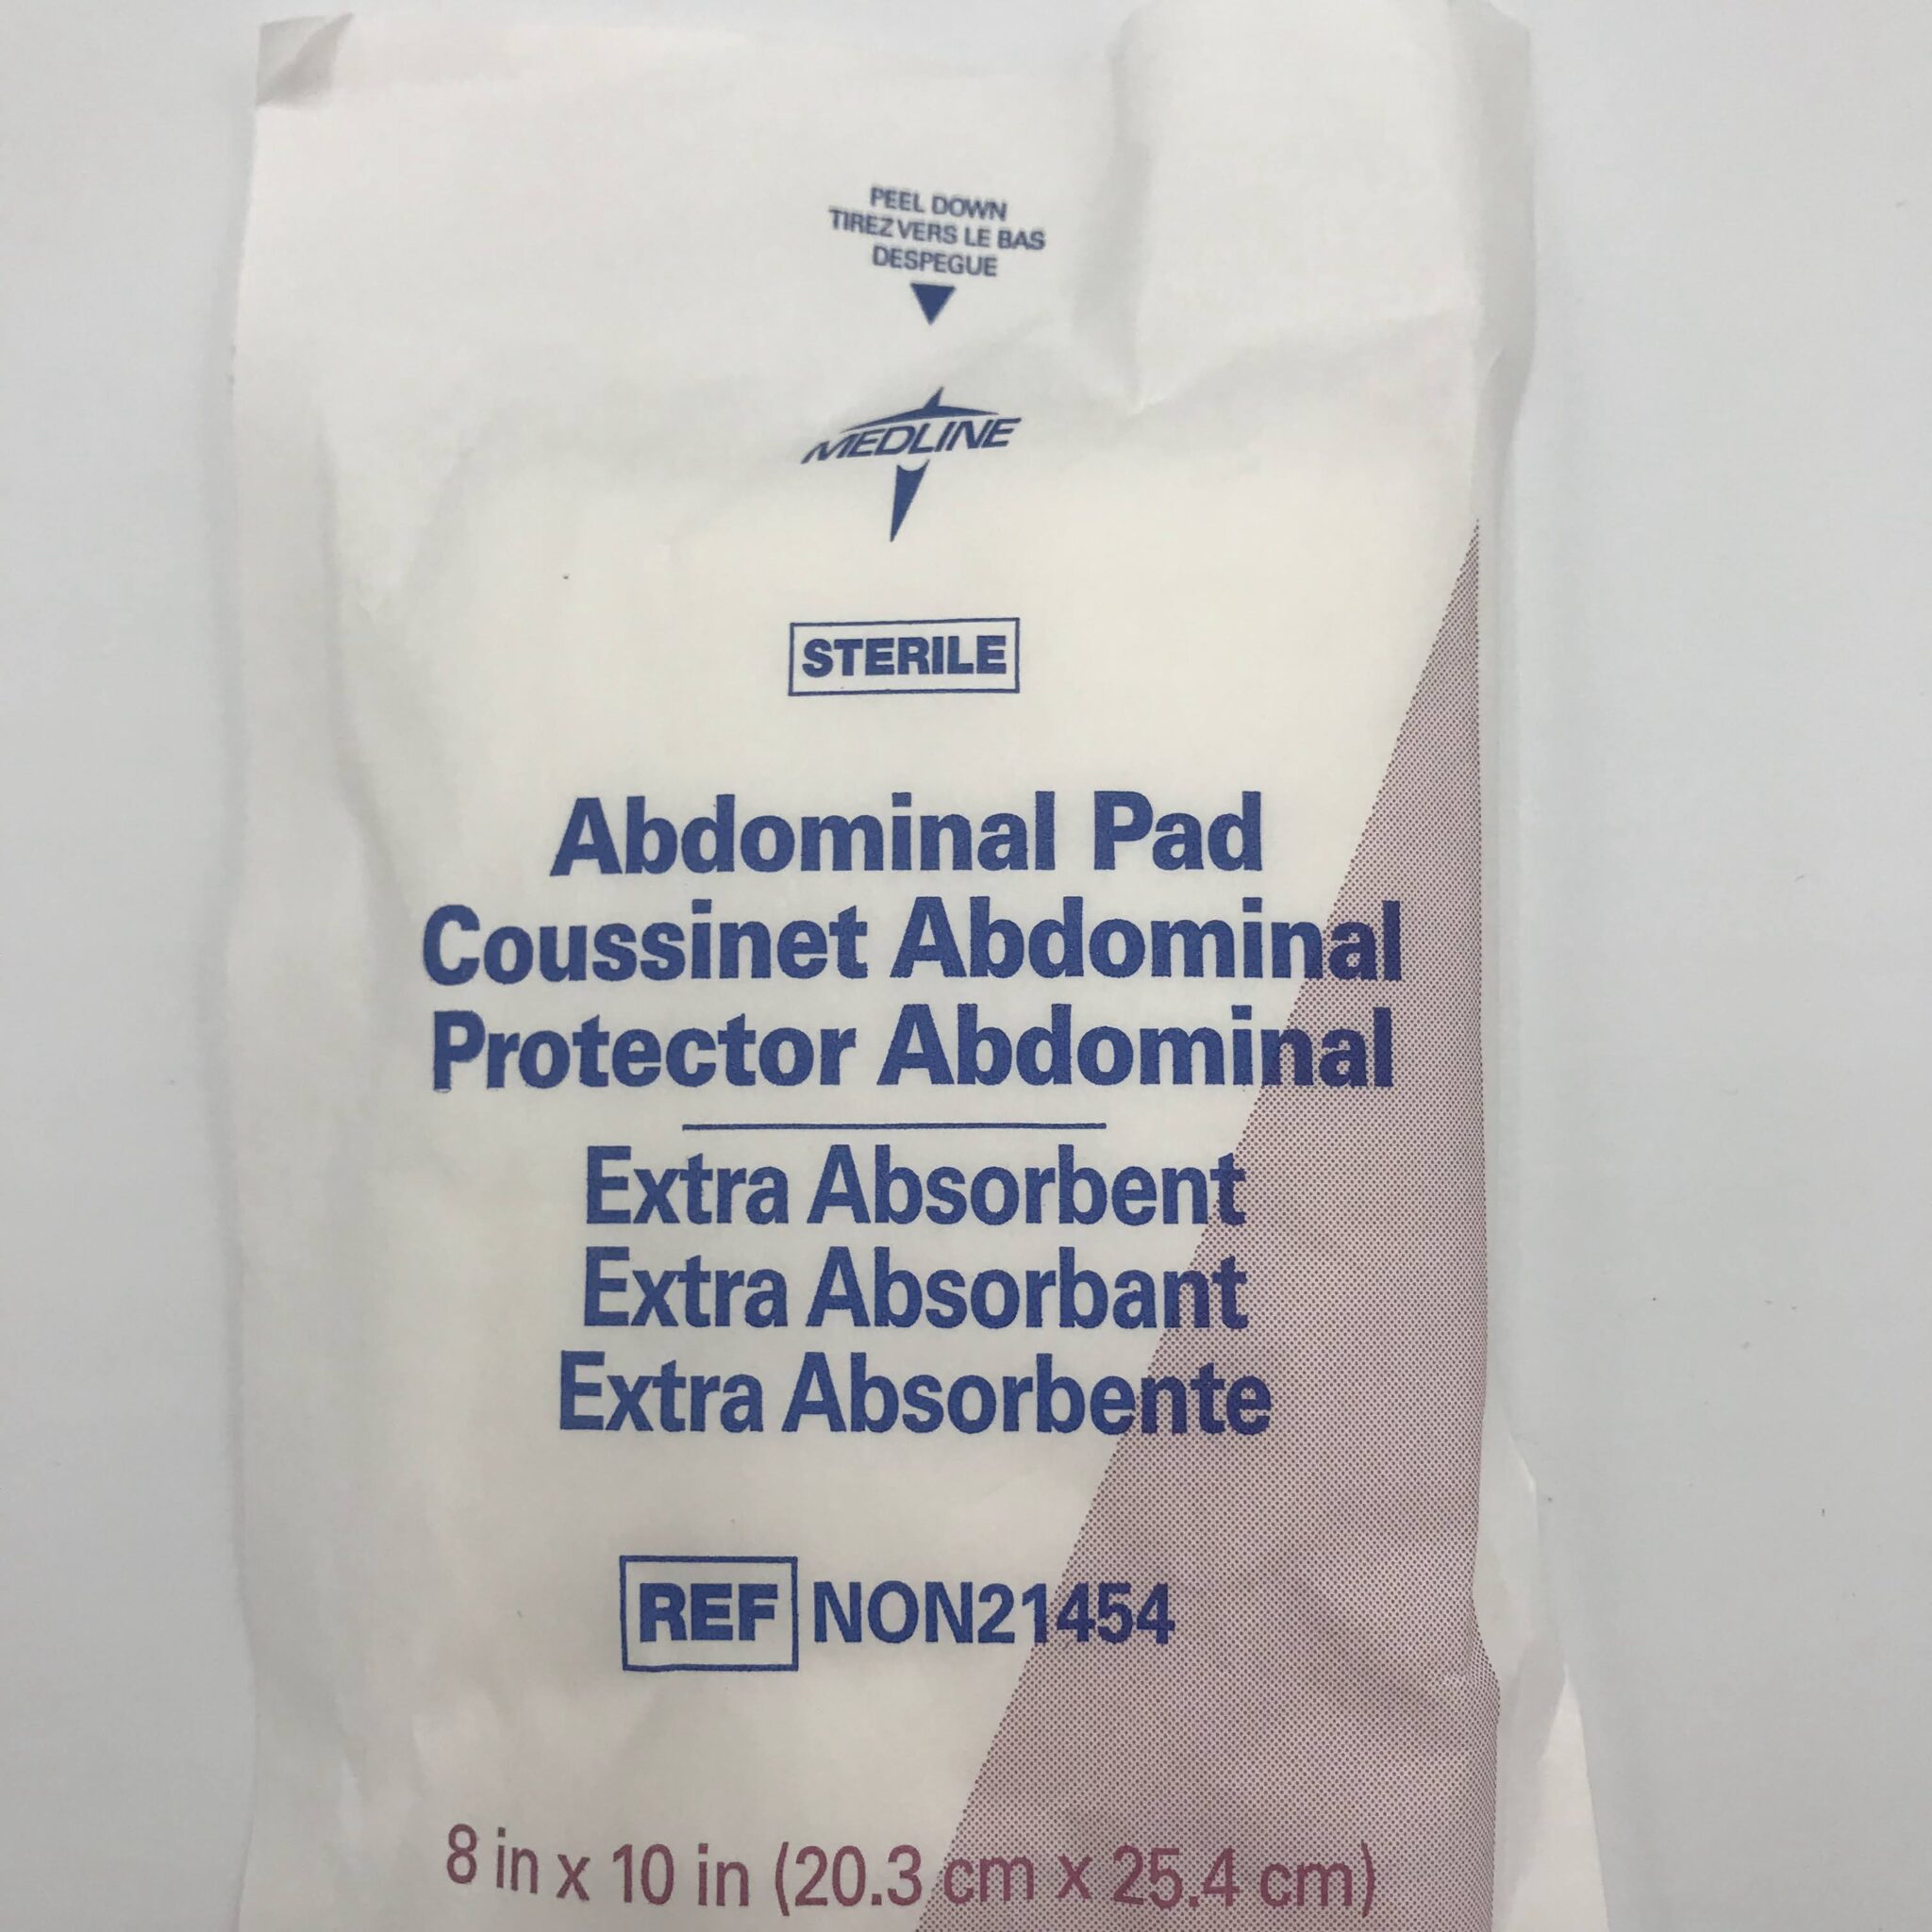 PEEL DOWN
TIREZ VERS LE BAS
DESPEGUE
MEDLINE
STERILE
Abdominal Pad
Coussinet Abdominal
Protector Abdominal
Extra Absorbent
Extra Absorbant
Extra Absorbente
REF NON21454
8 in x 10 in (20.3 cm x 25.4 cm)